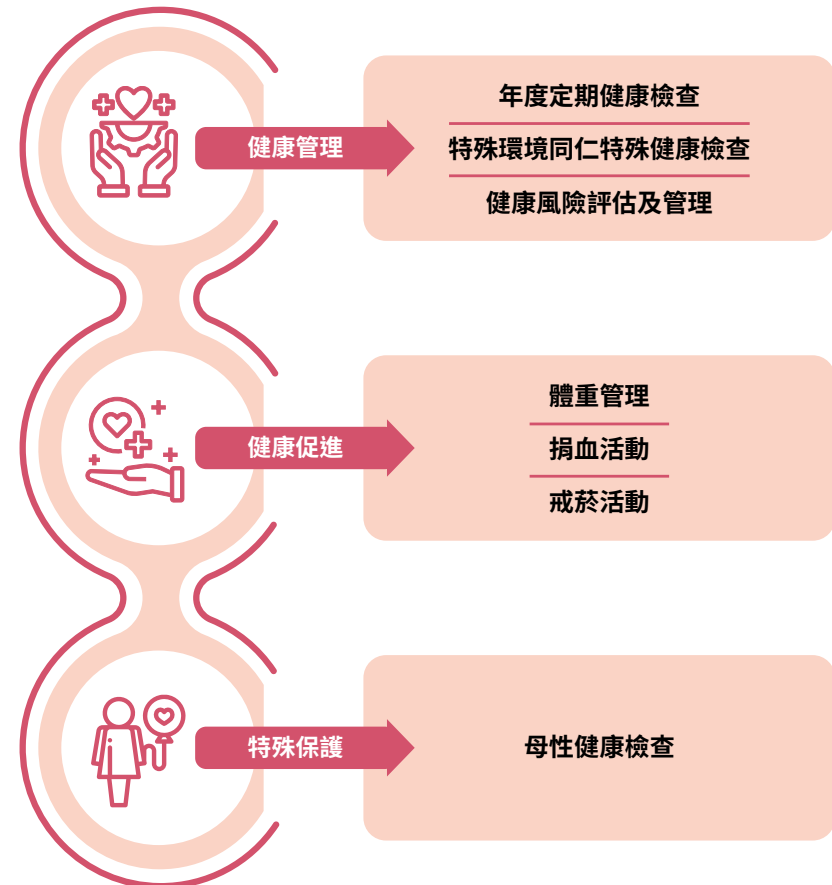 健康管理
年度定期健康檢查
特殊環境同仁特殊健康檢查
健康風險評估及管理
健康促進
體重管理
捐血活動
戒菸活動
特殊保護
母性健康檢查